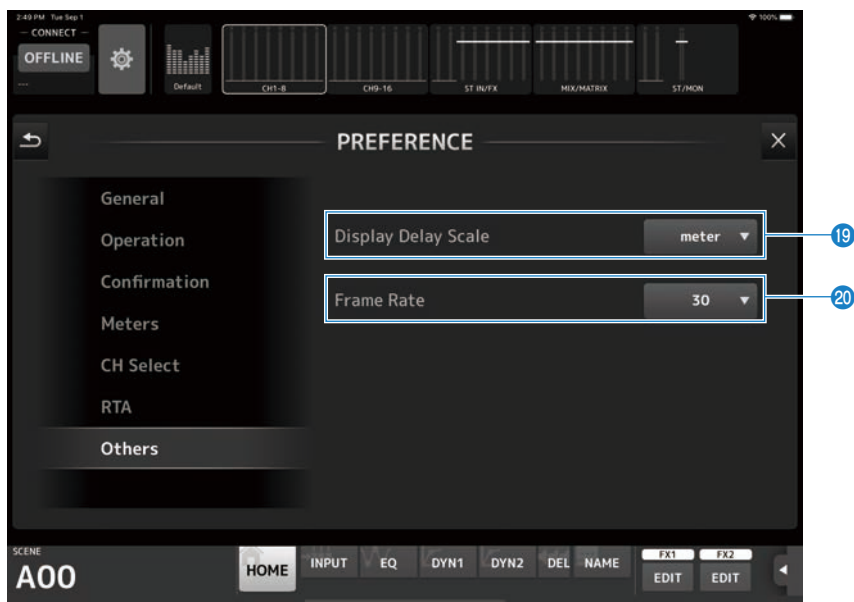 2:49 PM Tue Sep 1
100%
CONNECT
OFFLINE
---
Default
CH1-8
CH9-16
ST IN/FX
MIX/MATRIX
ST/MON
PREFERENCE
General
Operation
Confirmation
Meters
CH Select
RTA
Others
Display Delay Scale
meter
19
Frame Rate
30
20
SCENE
A00
HOME
INPUT
EQ
DYN1
DYN2
DEL
NAME
FX1
EDIT
FX2
EDIT